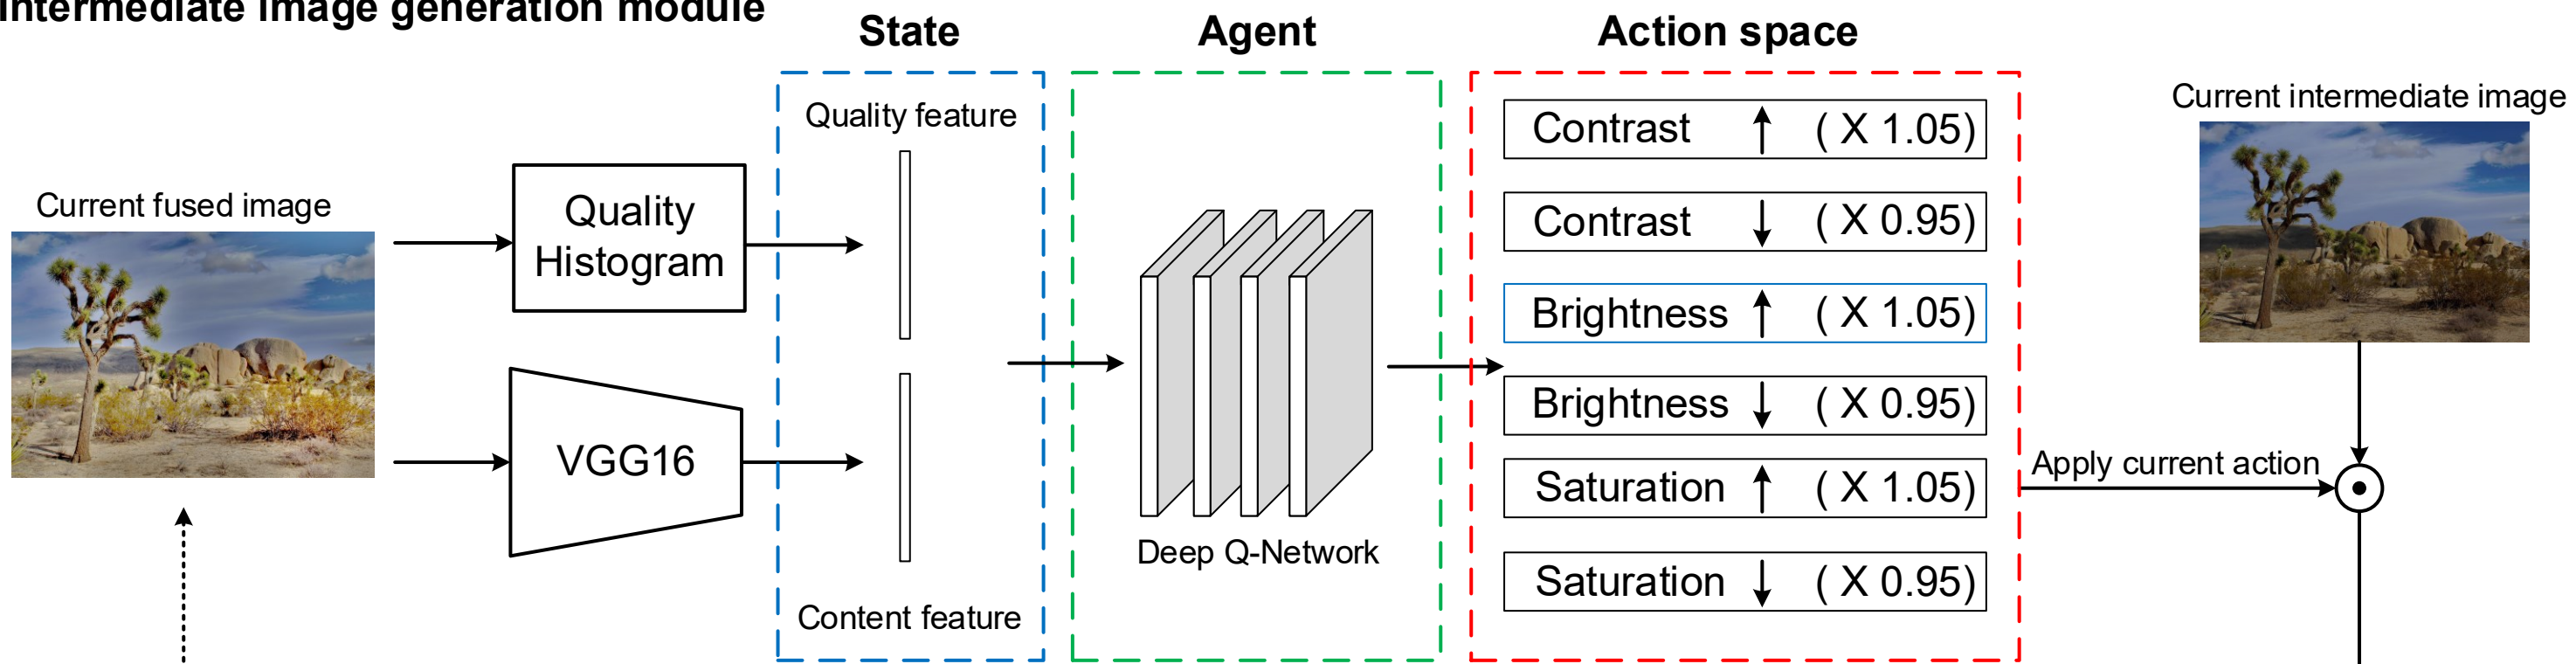 Intermediate image generation module
State
Agent
Action space
Quality feature
Current intermediate image
Contrast ↑ ( X 1.05)
Contrast ↓ ( X 0.95)
Brightness ↑ ( X 1.05)
Brightness ↓ ( X 0.95)
Saturation ↑ ( X 1.05)
Saturation ↓ ( X 0.95)
Current fused image
Quality
Histogram
VGG16
Deep Q-Network
Content feature
Apply current action